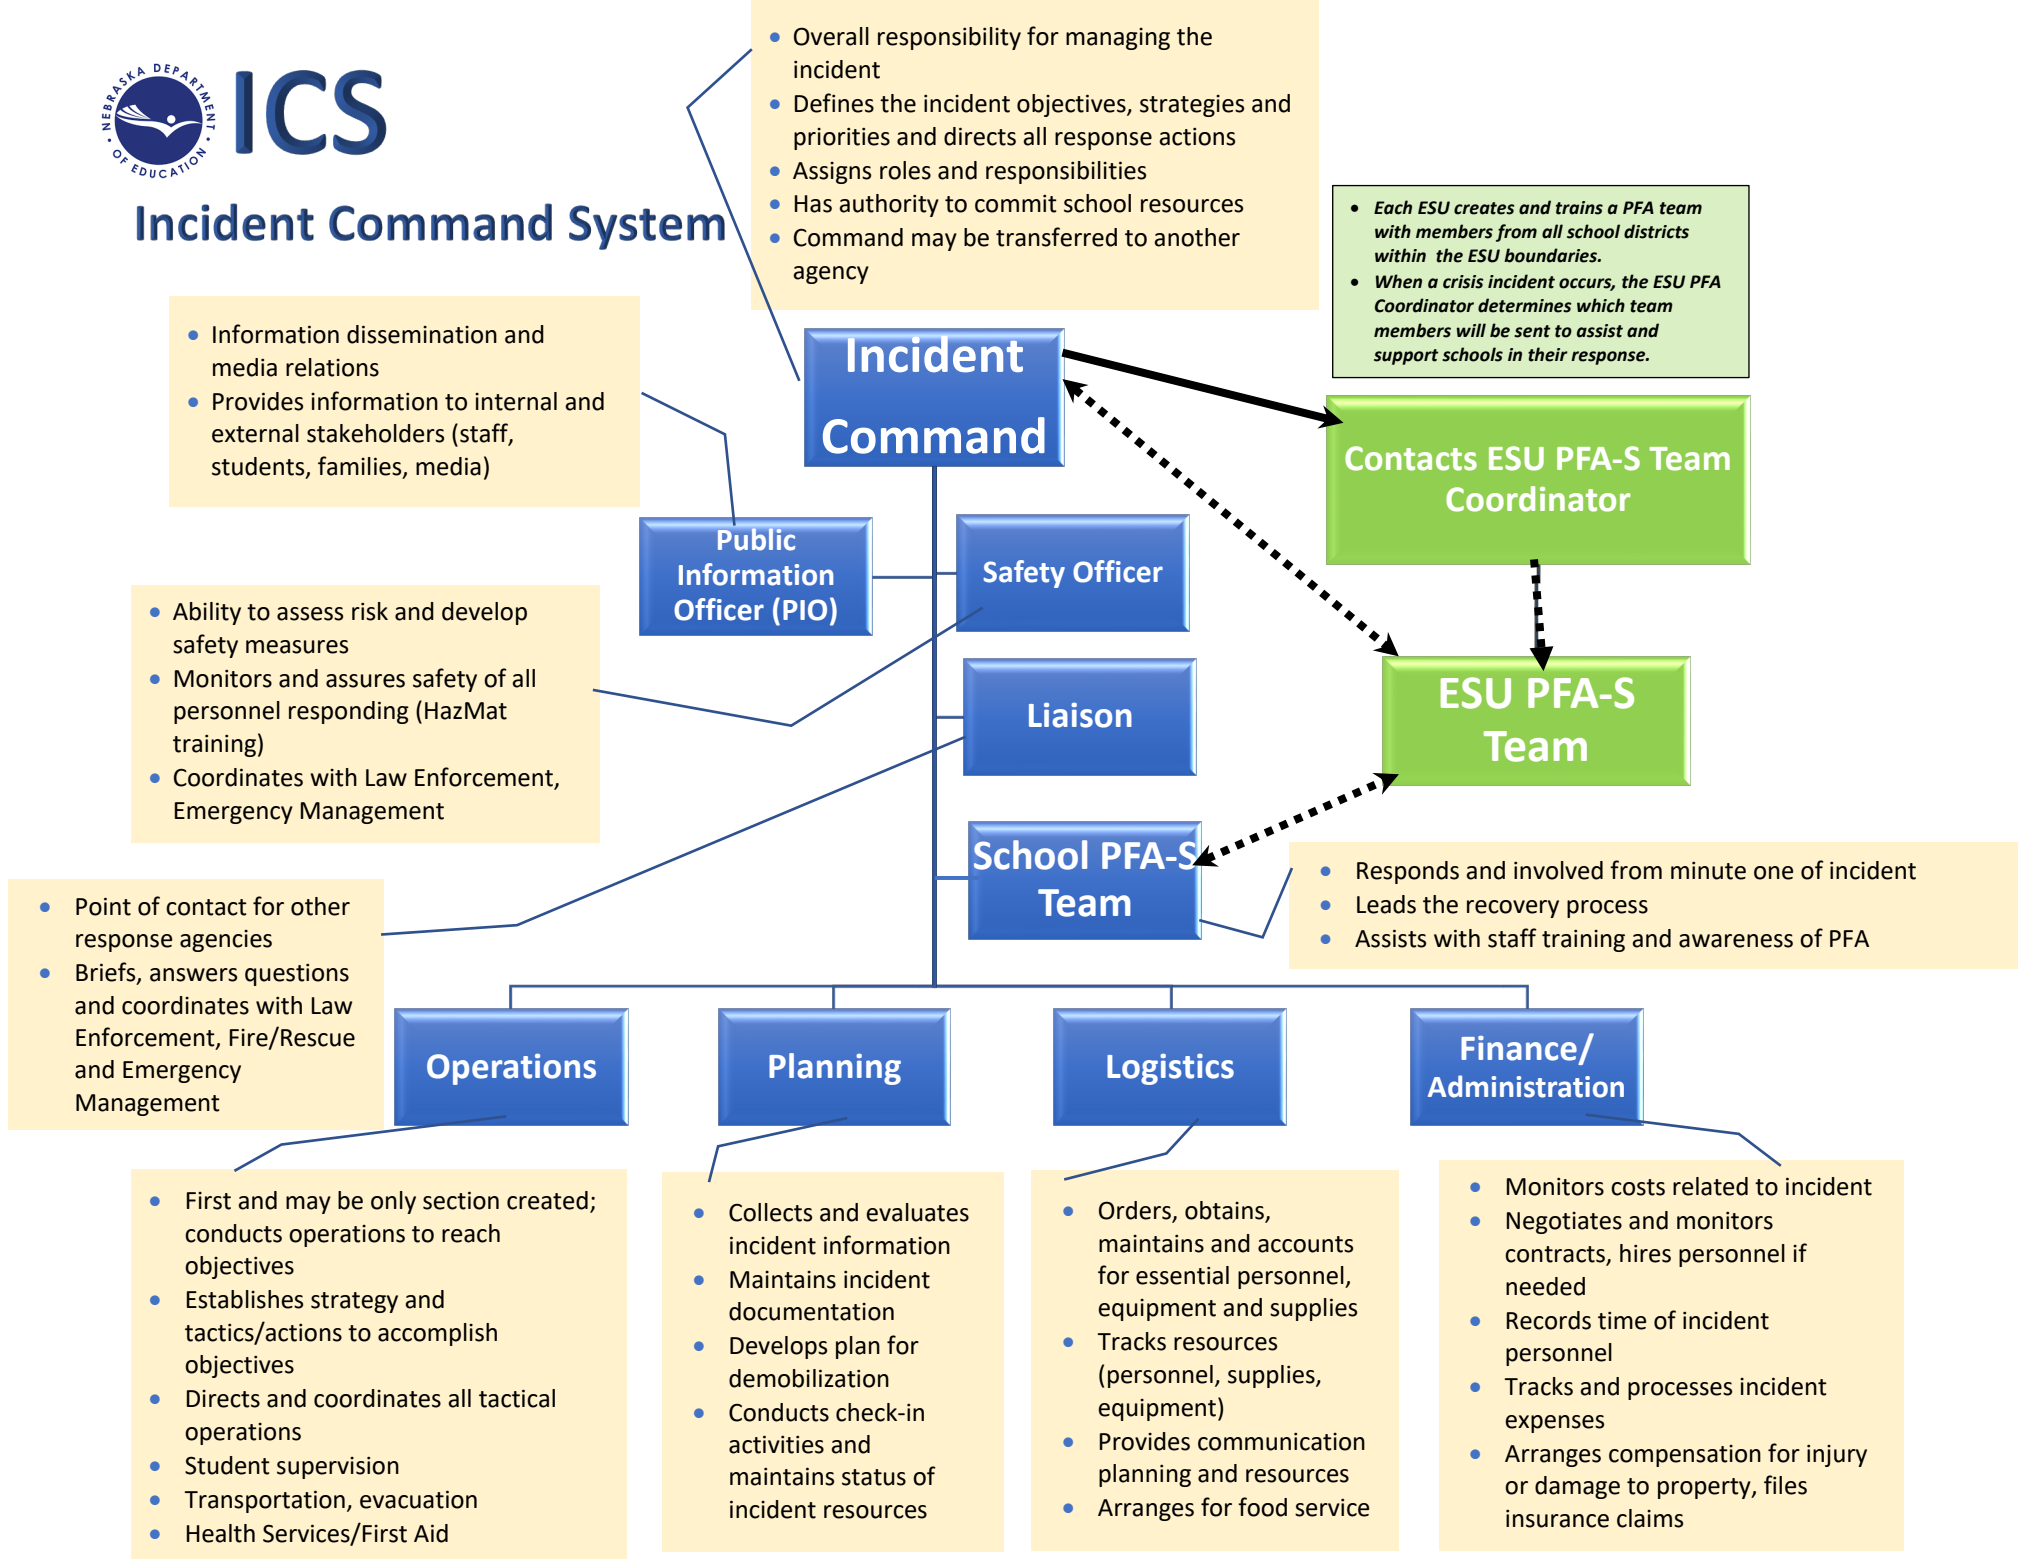 NEBRASKA DEPARTMENT
OF EDUCATION
ICS
Incident Command System
Overall responsibility for managing the
incident
Defines the incident objectives, strategies and
priorities and directs all response actions
Assigns roles and responsibilities
Has authority to commit school resources
Command may be transferred to another
agency
Each ESU creates and trains a PFA team
with members from all school districts
within the ESU boundaries.
When a crisis incident occurs, the ESU PFA
Coordinator determines which team
members will be sent to assist and
support schools in their response.
Information dissemination and
media relations
Provides information to internal and
external stakeholders (staff,
students, families, media)
Incident
Command
Contacts ESU PFA-S Team
Coordinator
Public
Information
Officer (PIO)
Safety Officer
Ability to assess risk and develop
safety measures
Monitors and assures safety of all
personnel responding (HazMat
training)
Coordinates with Law Enforcement,
Emergency Management
Liaison
ESU PFA-S
Team
School PFA-S
Team
Responds and involved from minute one of incident
Leads the recovery process
Assists with staff training and awareness of PFA
Point of contact for other
response agencies
Briefs, answers questions
and coordinates with Law
Enforcement, Fire/Rescue
and Emergency
Management
Operations
Planning
Logistics
Finance/
Administration
First and may be only section created;
conducts operations to reach
objectives
Establishes strategy and
tactics/actions to accomplish
objectives
Directs and coordinates all tactical
operations
Student supervision
Transportation, evacuation
Health Services/First Aid
Collects and evaluates
incident information
Maintains incident
documentation
Develops plan for
demobilization
Conducts check-in
activities and
maintains status of
incident resources
Orders, obtains,
maintains and accounts
for essential personnel,
equipment and supplies
Tracks resources
(personnel, supplies,
equipment)
Provides communication
planning and resources
Arranges for food service
Monitors costs related to incident
Negotiates and monitors
contracts, hires personnel if
needed
Records time of incident
personnel
Tracks and processes incident
expenses
Arranges compensation for injury
or damage to property, files
insurance claims